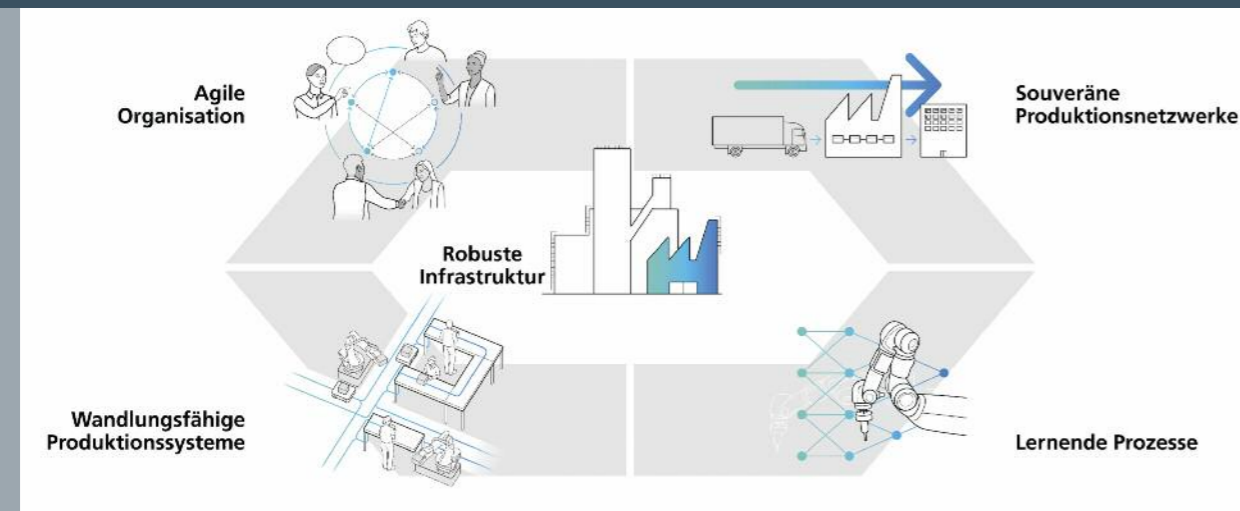 Agile
Organisation
Souveräne
Produktionsnetzwerke
Robuste
Infrastruktur
Wandlungsfähige
Produktionssysteme
Lernende Prozesse